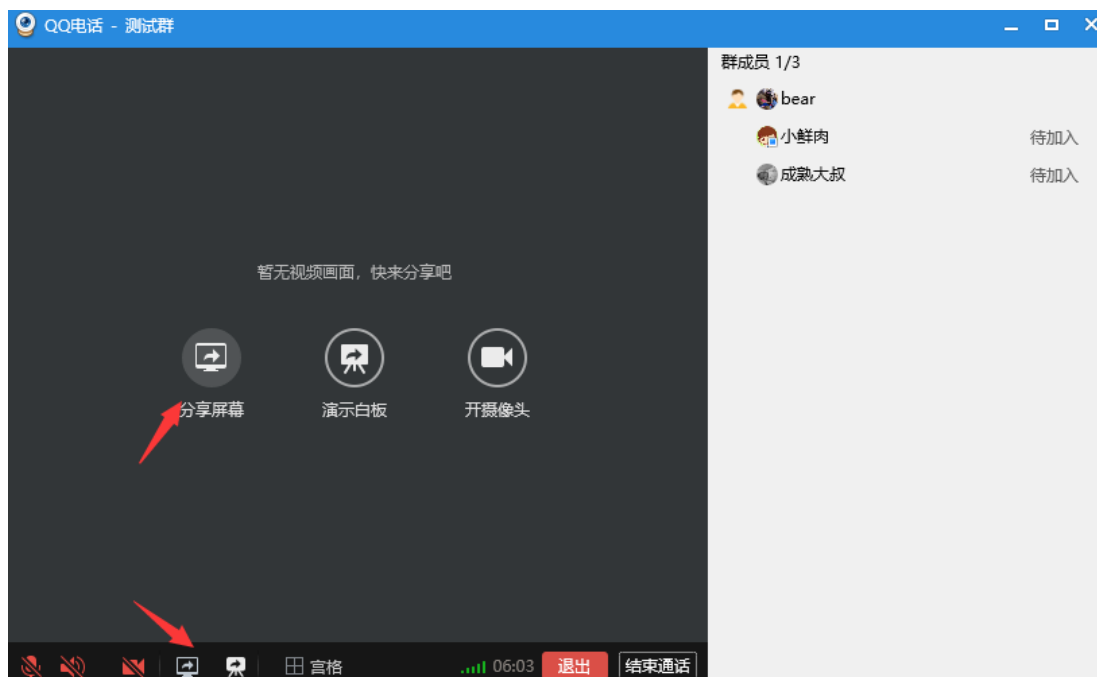 QQ电话 - 测试群
群成员 1/3
bear
小鲜肉 待加入
成熟大叔 待加入
暂无视频画面，快来分享吧
分享屏幕 演示白板 开摄像头
宫格 06:03 退出 结束通话